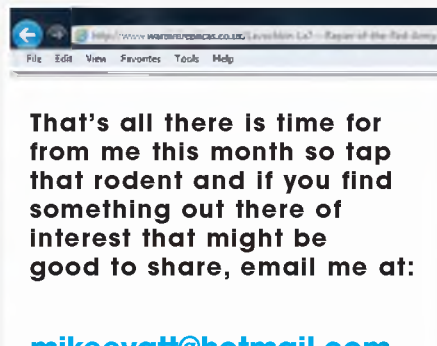 File Edit View Favorites Tools Help
That's all there is time for
from me this month so tap
that rodent and if you find
something out there of
interest that might be
good to share, email me at: